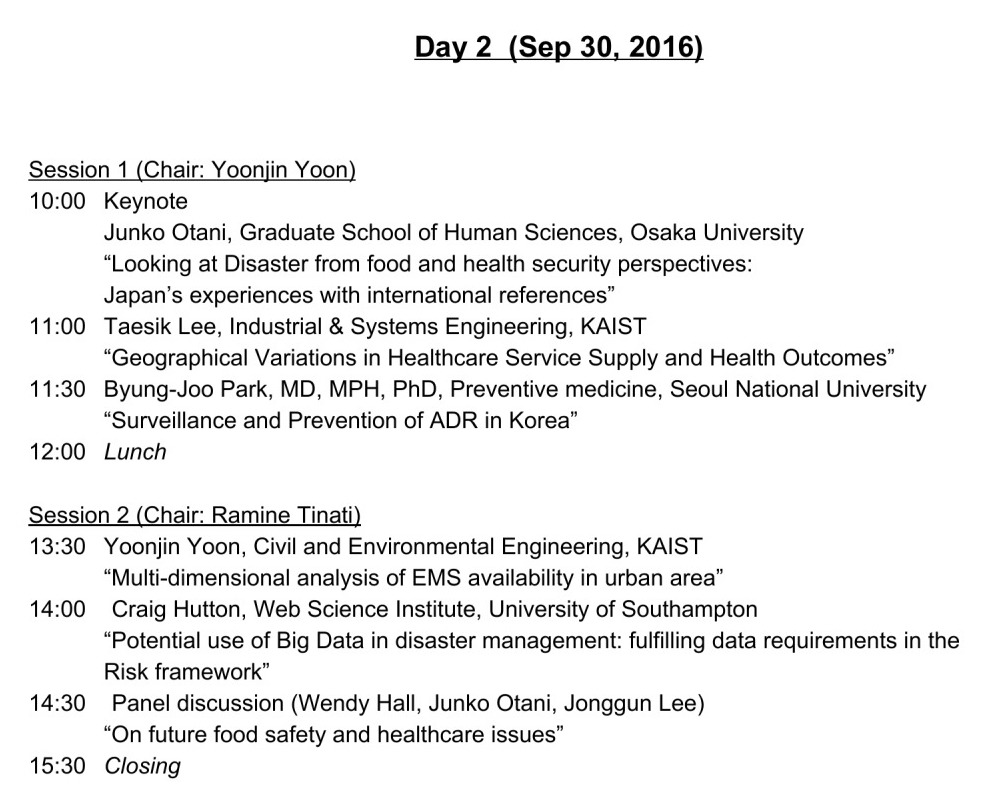 Day 2 (Sep 30, 2016)
Session 1 (Chair: Yoonjin Yoon)
10:00 Keynote
Junko Otani, Graduate School of Human Sciences, Osaka University
“Looking at Disaster from food and health security perspectives:
Japan’s experiences with international references”
11:00 Taesik Lee, Industrial & Systems Engineering, KAIST
“Geographical Variations in Healthcare Service Supply and Health Outcomes”
11:30 Byung-Joo Park, MD, MPH, PhD, Preventive medicine, Seoul National University
“Surveillance and Prevention of ADR in Korea”
12:00 Lunch
Session 2 (Chair: Ramine Tinati)
13:30 Yoonjin Yoon, Civil and Environmental Engineering, KAIST
“Multi-dimensional analysis of EMS availability in urban area”
14:00 Craig Hutton, Web Science Institute, University of Southampton
“Potential use of Big Data in disaster management: fulfilling data requirements in the
Risk framework”
14:30 Panel discussion (Wendy Hall, Junko Otani, Jonggun Lee)
“On future food safety and healthcare issues”
15:30 Closing